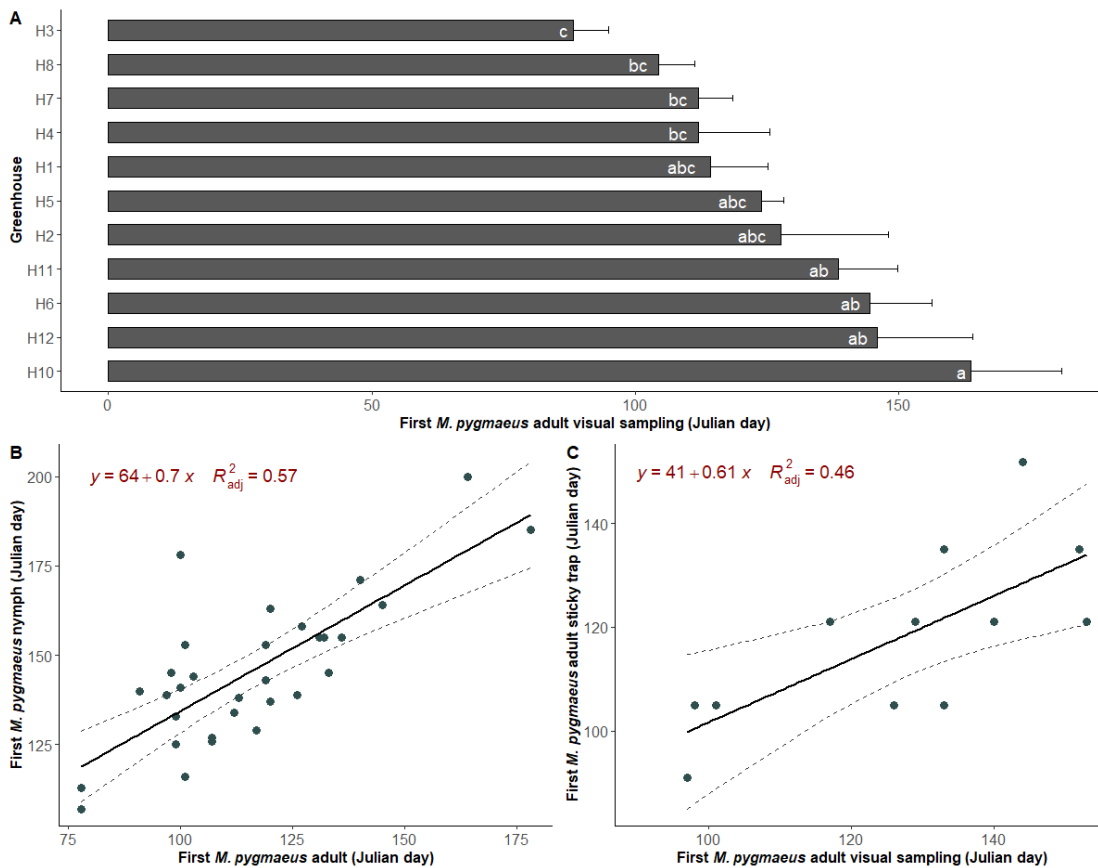 A
Greenhouse
H3
c
H8
bc
H7
bc
H4
bc
H1
abc
H5
abc
H2
abc
H11
ab
H6
ab
H12
ab
H10
a
0 50 100 150
First M. pygmaeus adult visual sampling (Julian day)
B
y = 64 + 0.7 x R²adj = 0.57
First M. pygmaeus nymph (Julian day)
200
175
150
125
75 100 125 150 175
First M. pygmaeus adult (Julian day)
C
y = 41 + 0.61 x R²adj = 0.46
First M. pygmaeus adult sticky trap (Julian day)
140
120
100
100 120 140
First M. pygmaeus adult visual sampling (Julian day)